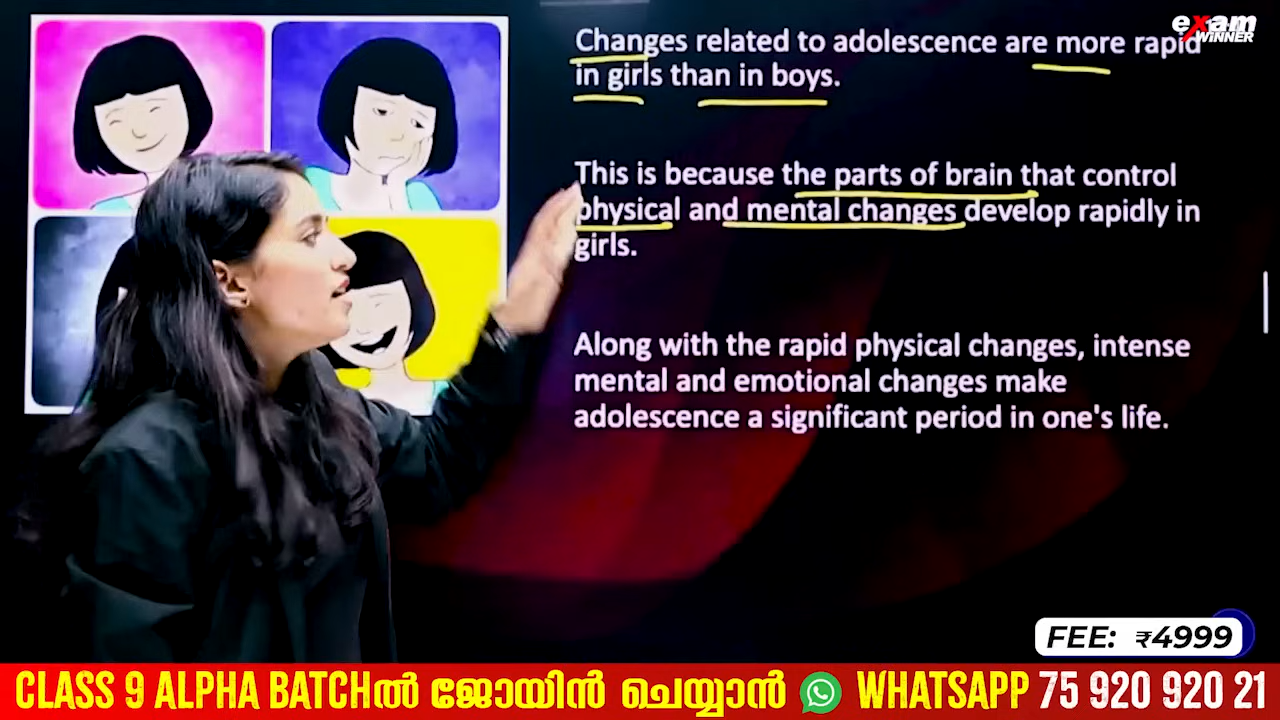 exam
WINNER
Changes related to adolescence are more rapid
in girls than in boys.
This is because the parts of brain that control
physical and mental changes develop rapidly in
girls.
Along with the rapid physical changes, intense
mental and emotional changes make
adolescence a significant period in one's life.
FEE: ₹4999
CLASS 9 ALPHA BATCHൽ ജോയിൻ ചെയ്യാൻ WHATSAPP 75 920 920 21